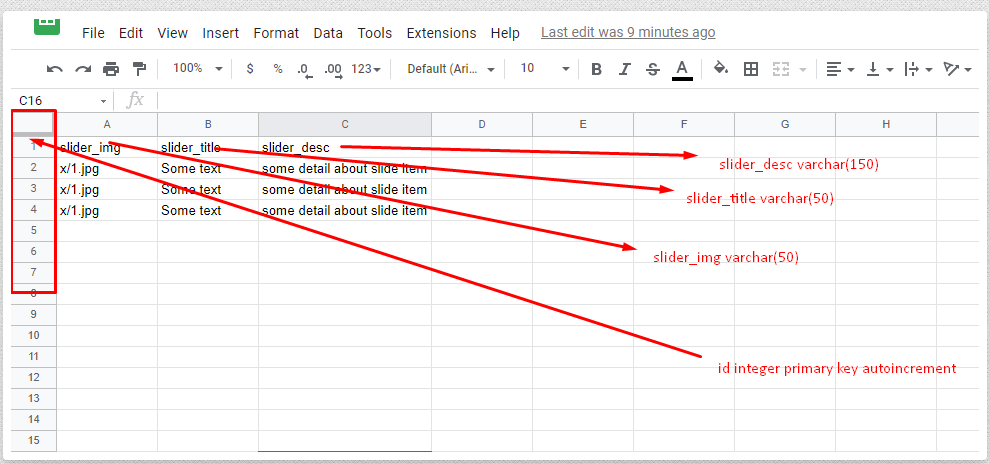 File Edit View Insert Format Data Tools Extensions Help Last edit was 9 minutes ago
100% $ % .0 .00 123 Default (Ari... 10 B I S A
C16 fx
A B C D E F G H
1 slider_img slider_title slider_desc
2 x/1.jpg Some text some detail about slide item
3 x/1.jpg Some text some detail about slide item
4 x/1.jpg Some text some detail about slide item
5
6
7
8
9
10
11
12
13
14
15
slider_desc varchar(150)
slider_title varchar(50)
slider_img varchar(50)
id integer primary key autoincrement